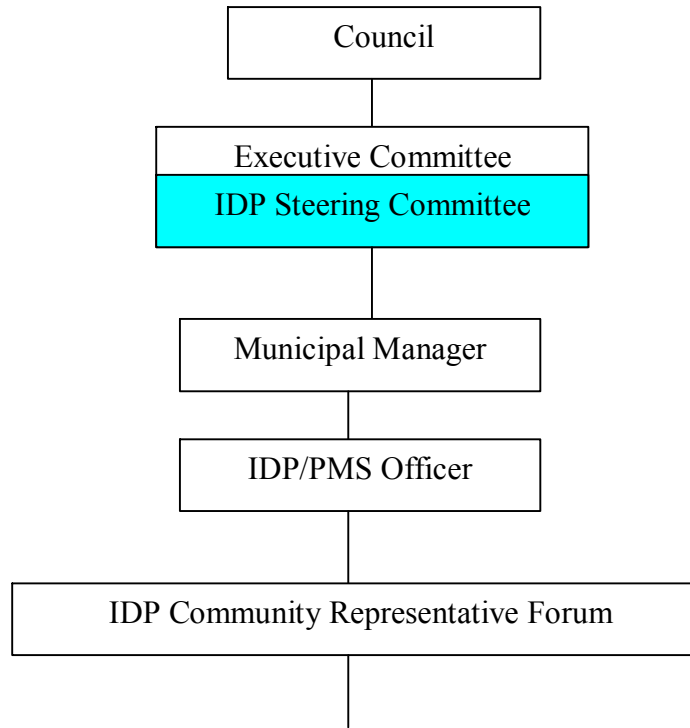 Council
Executive Committee
IDP Steering Committee
Municipal Manager
IDP/PMS Officer
IDP Community Representative Forum